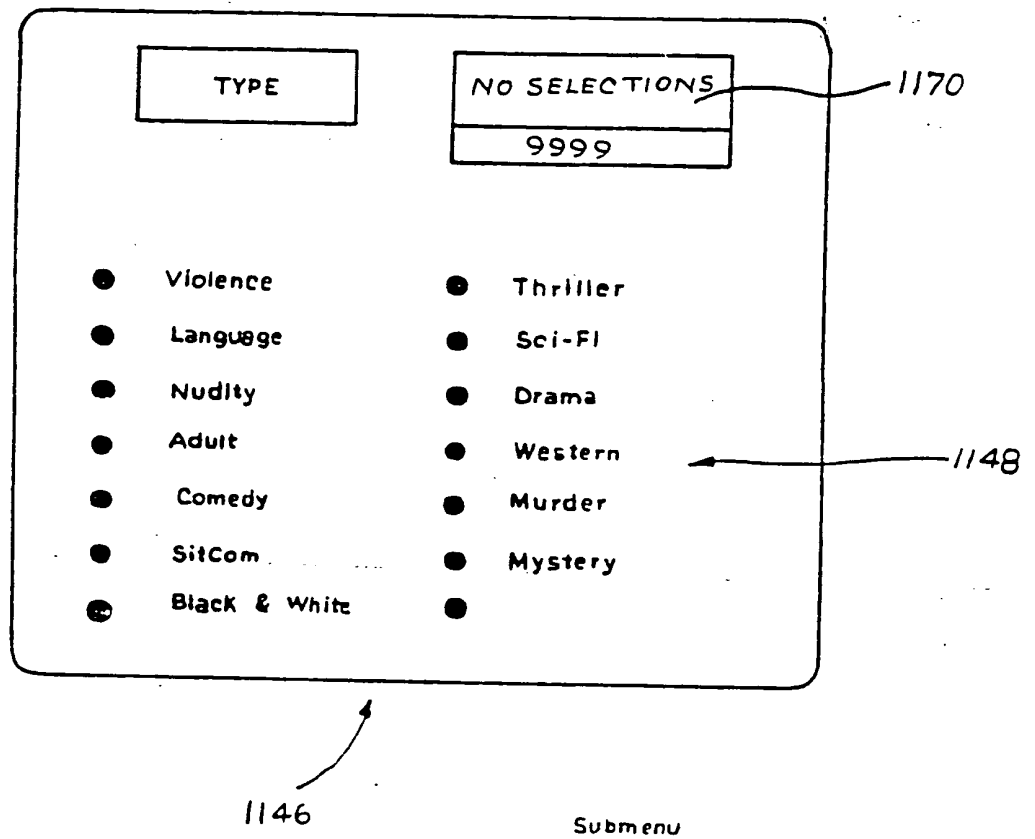 TYPE
NO SELECTIONS
9999
1170
Violence
Language
Nudity
Adult
Comedy
SitCom
Black & White
Thriller
Sci-Fi
Drama
Western
Murder
Mystery
1148
1146
Submenu